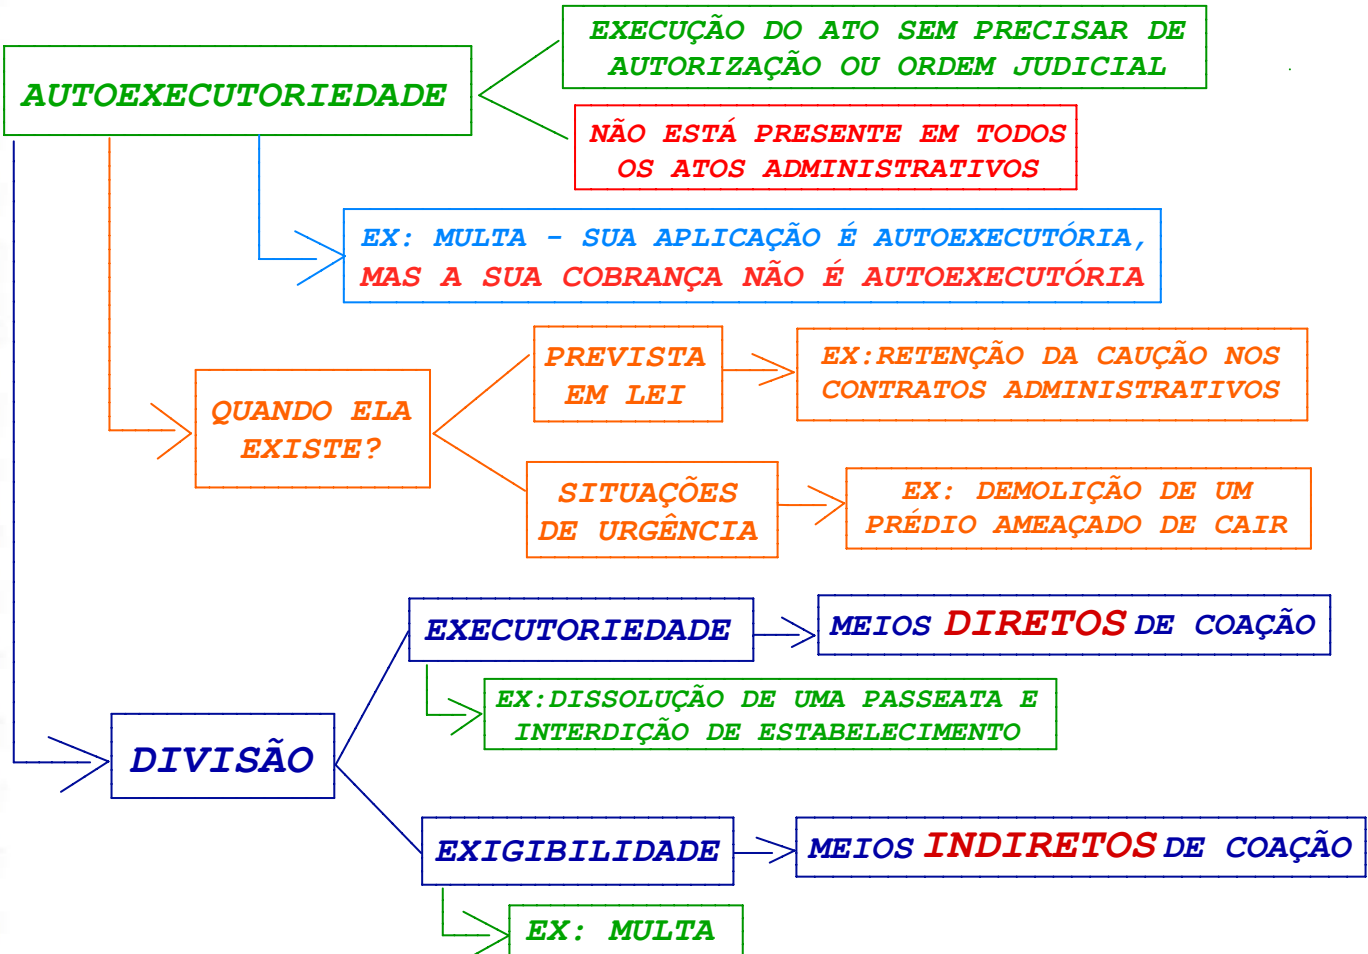 AUTOEXECUTORIEDADE
EXECUÇÃO DO ATO SEM PRECISAR DE
AUTORIZAÇÃO OU ORDEM JUDICIAL
NÃO ESTÁ PRESENTE EM TODOS
OS ATOS ADMINISTRATIVOS
EX: MULTA - SUA APLICAÇÃO É AUTOEXECUTÓRIA,
MAS A SUA COBRANÇA NÃO É AUTOEXECUTÓRIA
QUANDO ELA
EXISTE?
PREVISTA
EM LEI
EX:RETENÇÃO DA CAUÇÃO NOS
CONTRATOS ADMINISTRATIVOS
SITUAÇÕES
DE URGÊNCIA
EX: DEMOLIÇÃO DE UM
PRÉDIO AMEAÇADO DE CAIR
DIVISÃO
EXECUTORIEDADE
MEIOS DIRETOS DE COAÇÃO
EX:DISSOLUÇÃO DE UMA PASSEATA E
INTERDIÇÃO DE ESTABELECIMENTO
EXIGIBILIDADE
MEIOS INDIRETOS DE COAÇÃO
EX: MULTA